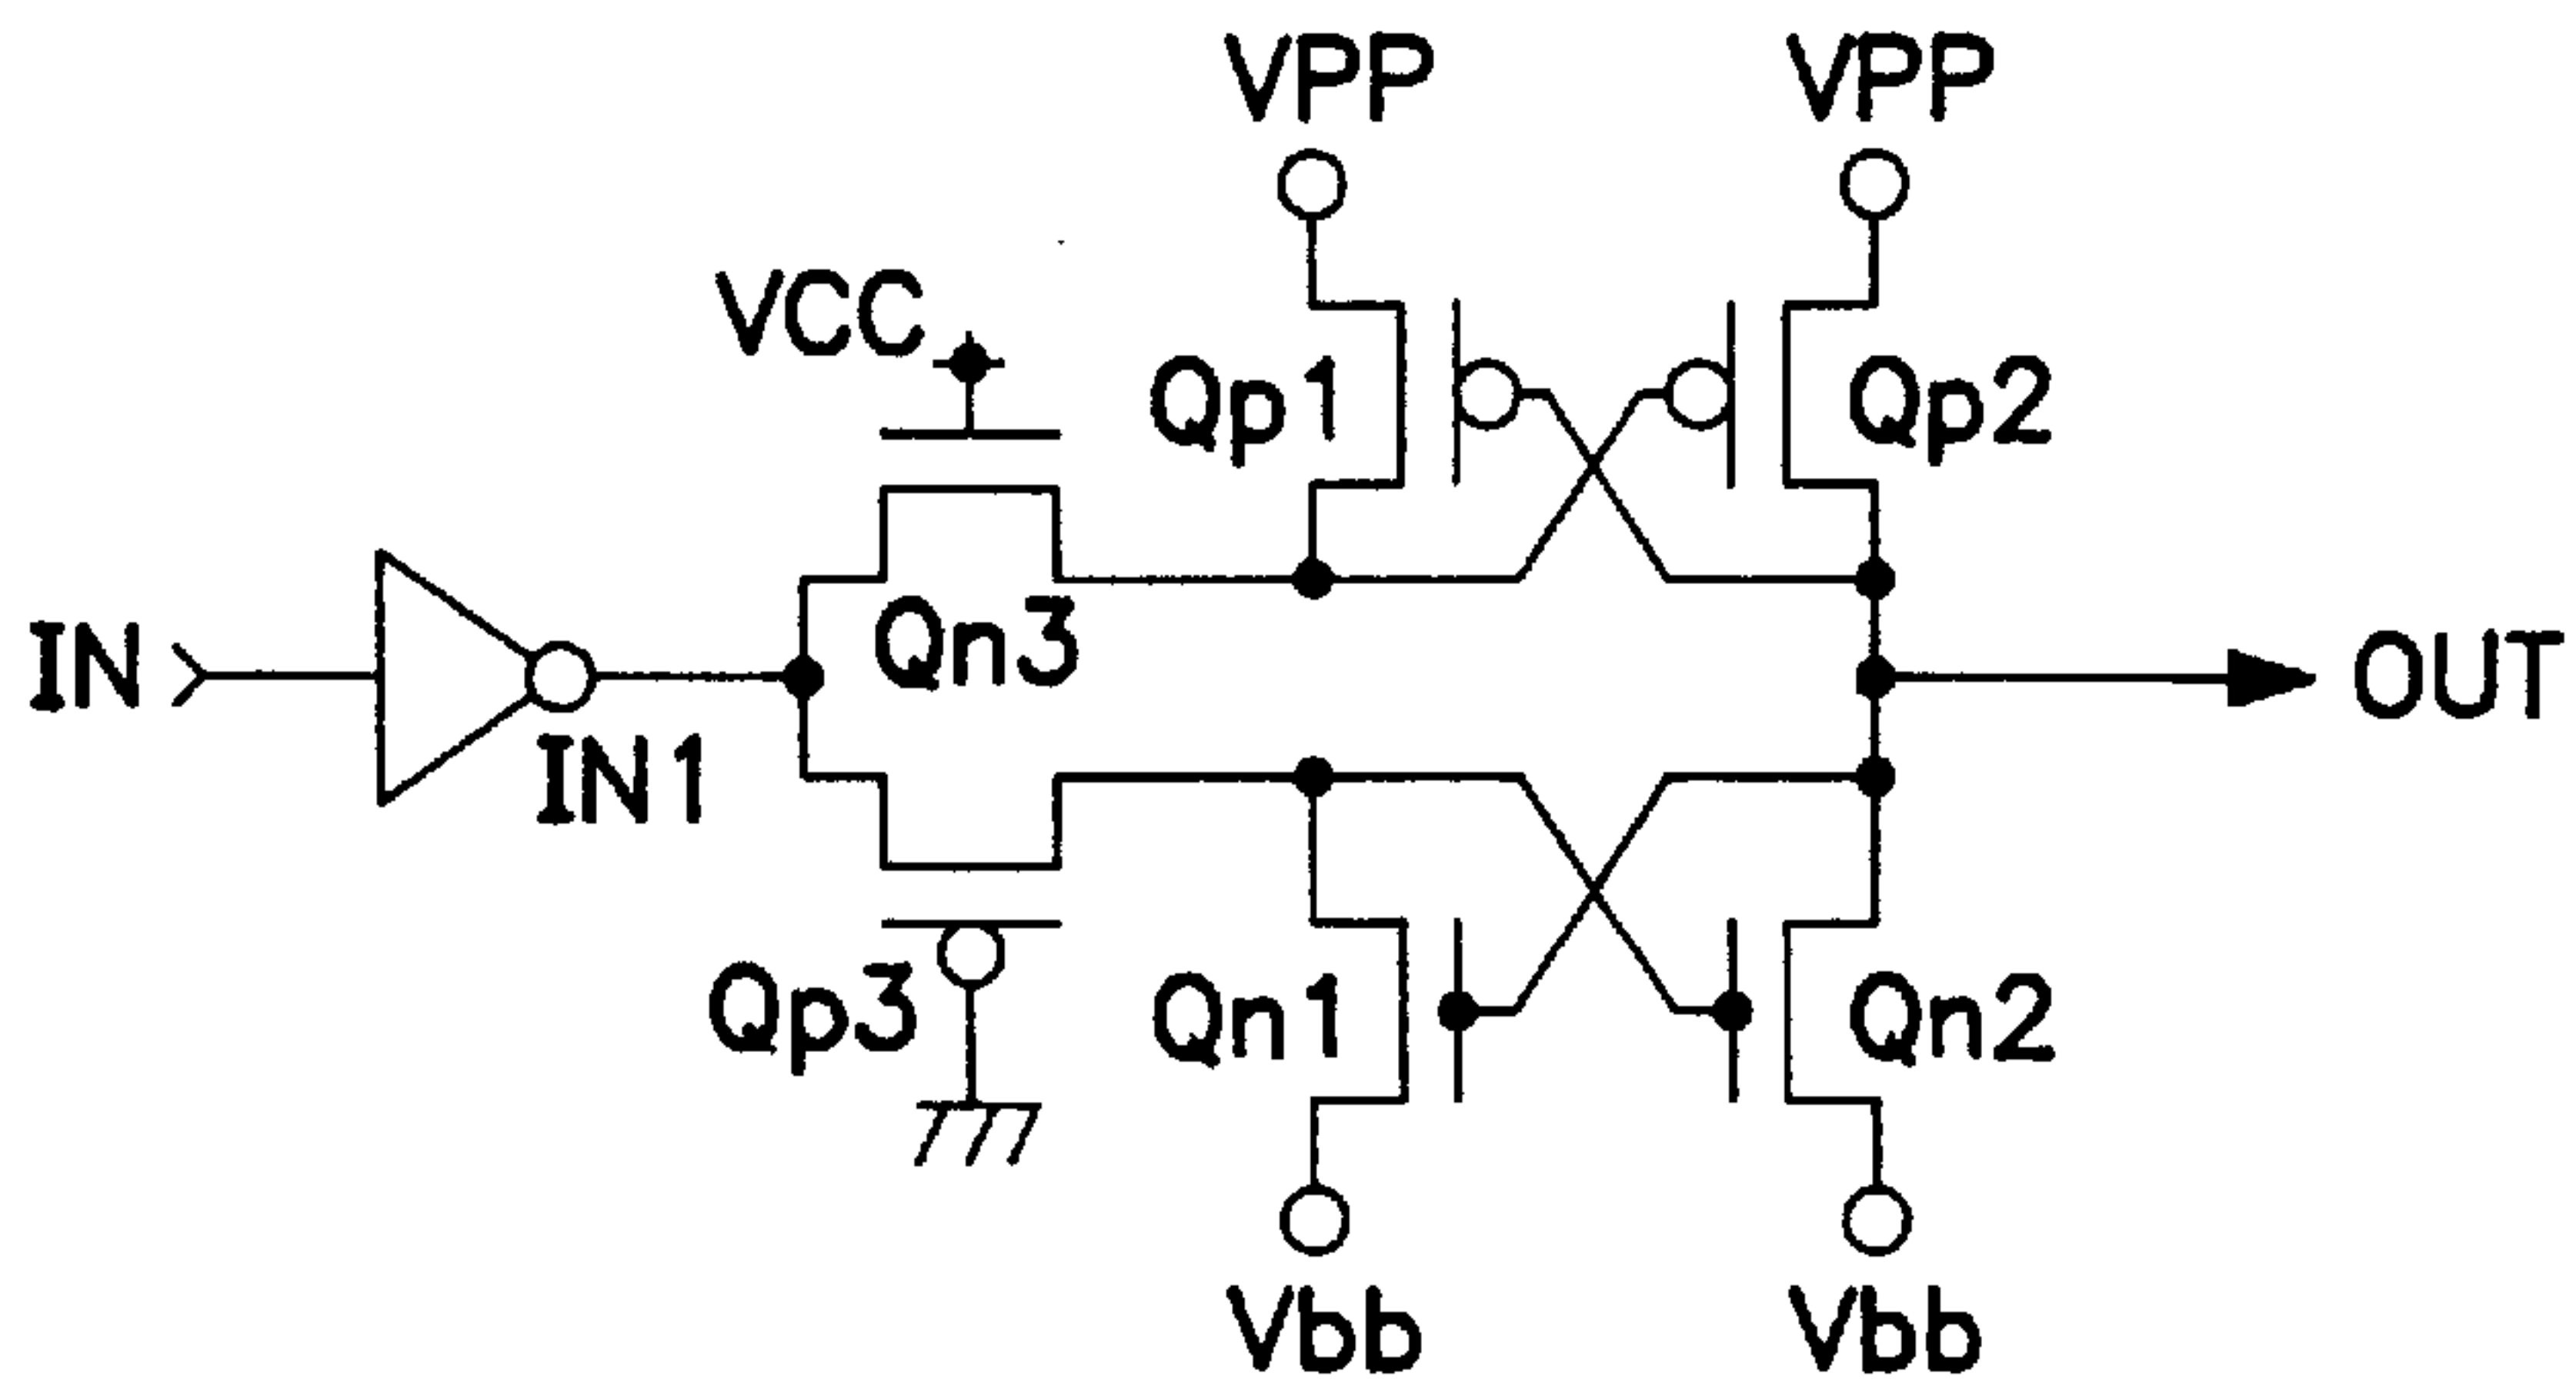 VPP
VPP
VCC
Qp1
Qp2
Qn3
IN
OUT
IN1
Qp3
Qn1
Qn2
Vbb
Vbb